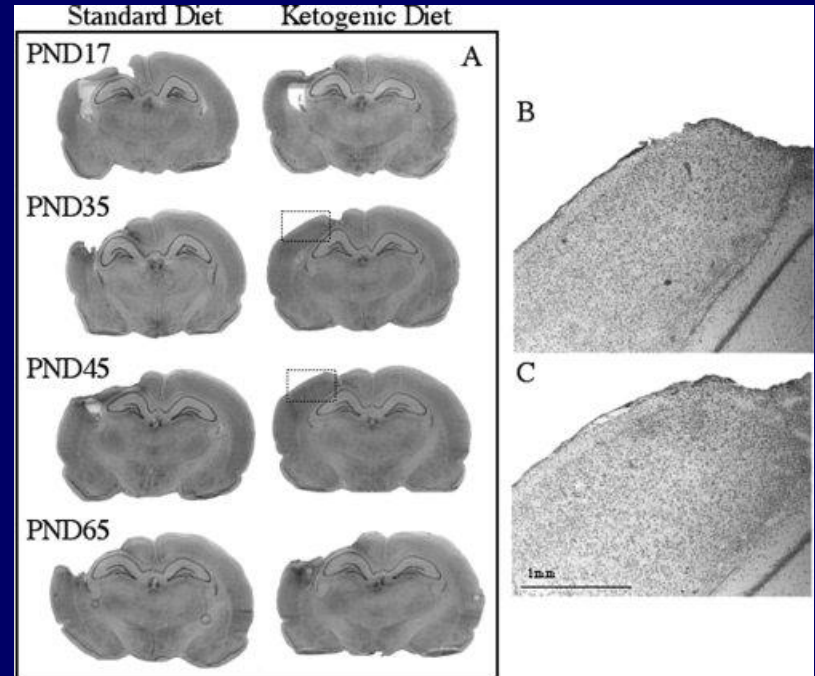 Standard Diet Ketogenic Diet
PND17
A
B
PND35
PND45
C
PND65
1mm